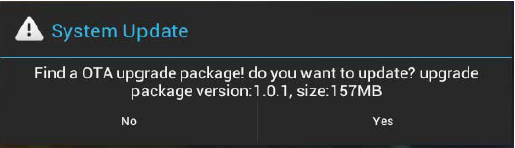 System Update
Find a OTA upgrade package! do you want to update? upgrade
package version:1.0.1, size:157MB
No
Yes